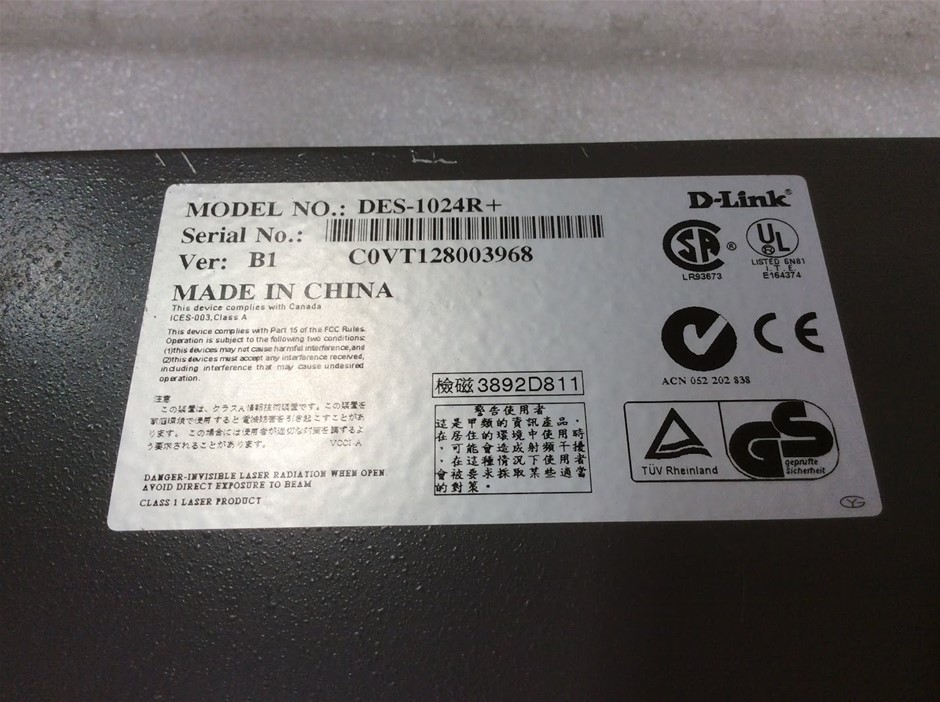 MODEL NO.: DES-1024R+
D-Link®
Serial No.:
Ver: B1 C0VT128003968
MADE IN CHINA
This device complies with Canada
ICES-003,Class A
This device complies with Part 15 of the FCC Rules.
Operation is subject to the following two conditions:
(1)this devices may not cause harmful interference,and
(2)this devices must accept any interference received,
including interference that may cause undesired
operation.
注意
この装置は、クラスA情報技術装置です。この装置を
家庭環境で使用すると電波妨害を引き起こすことがあ
ります。この場合には使用者が適切な対策を講ずるよ
う要求されることがあります。 VCCI-A
DANGER-INVISIBLE LASER RADIATION WHEN OPEN
AVOID DIRECT EXPOSURE TO BEAM
CLASS 1 LASER PRODUCT
檢磁3892D811
警告使用者
這是甲類的資訊產品,
在居住的環境中使用時
,可能會造成射頻干擾
,在這種情況下使用者
會被要求採取某些適當
的對策。
SA ®
LR93673
UL ®
LISTED 6N81
I.T.E.
E164374
CE
ACN 052 202 838
TÜV Rheinland
GS
geprüfte
Sicherheit